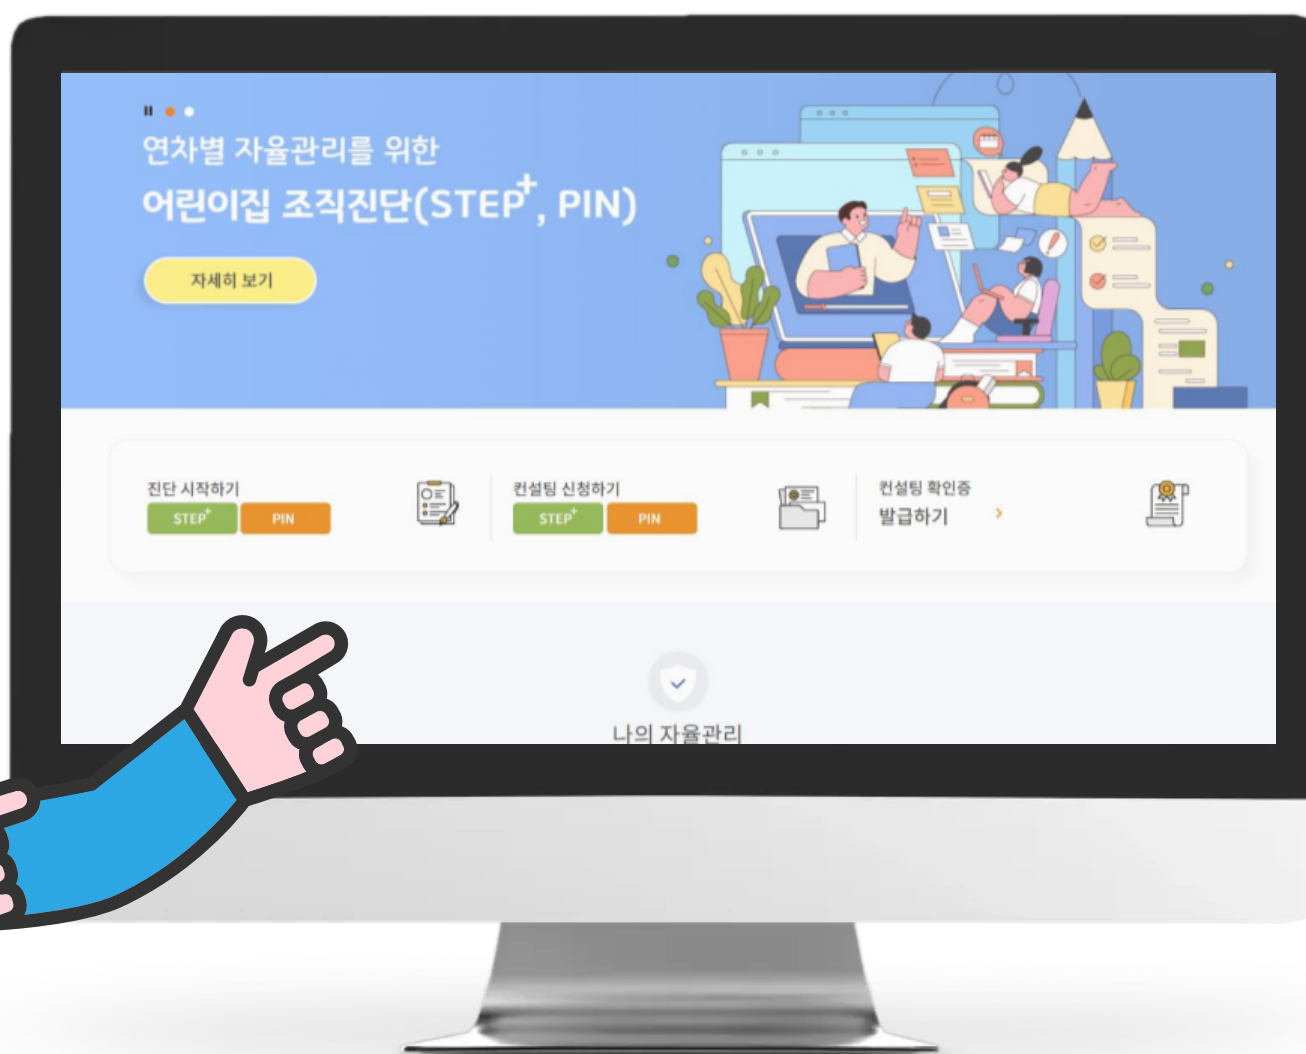 연차별 자율관리를 위한
어린이집 조직진단(STEP⁺, PIN)
자세히 보기
진단 시작하기
STEP⁺ PIN
컨설팅 신청하기
STEP⁺ PIN
컨설팅 확인증
발급하기 >
나의 자율관리